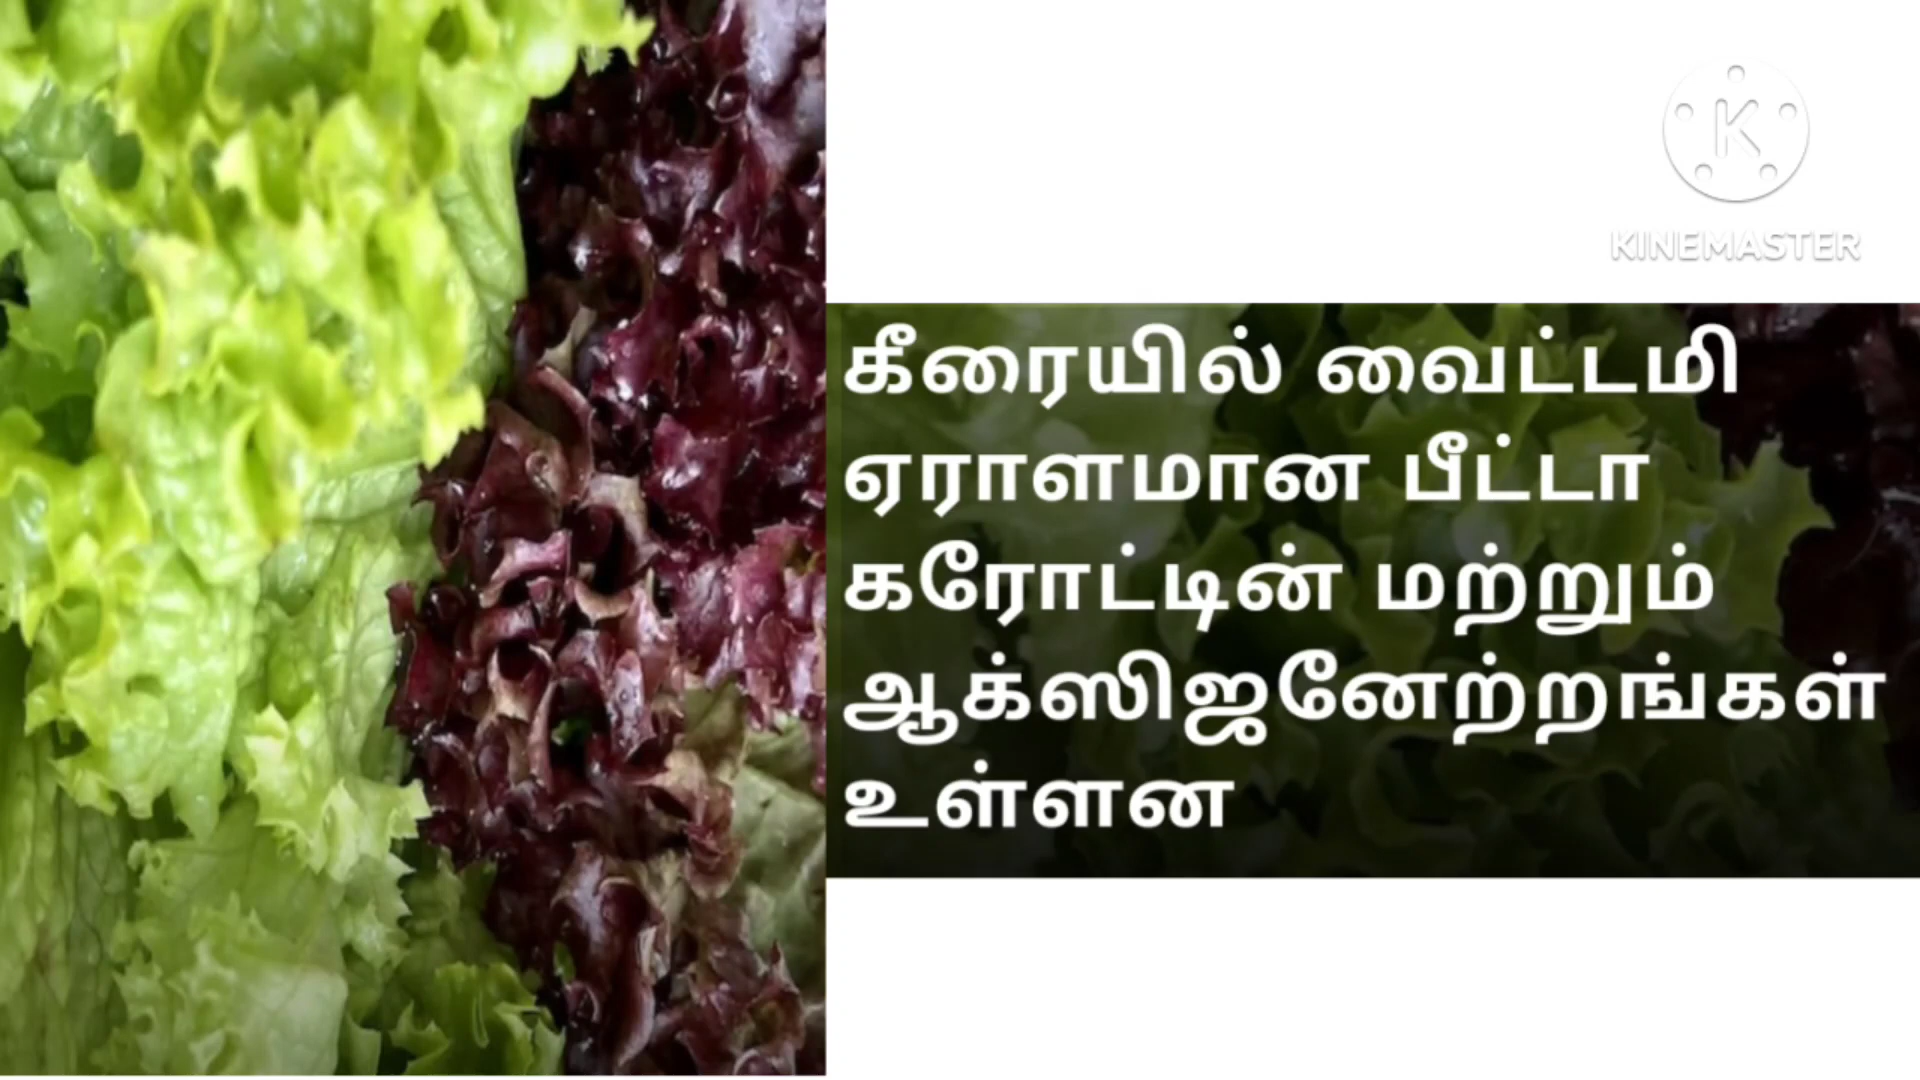 K
KINEMASTER
கீரையில் வைட்டமி
ஏராளமான பீட்டா
கரோட்டின் மற்றும்
ஆக்ஸிஜனேற்றங்கள்
உள்ளன